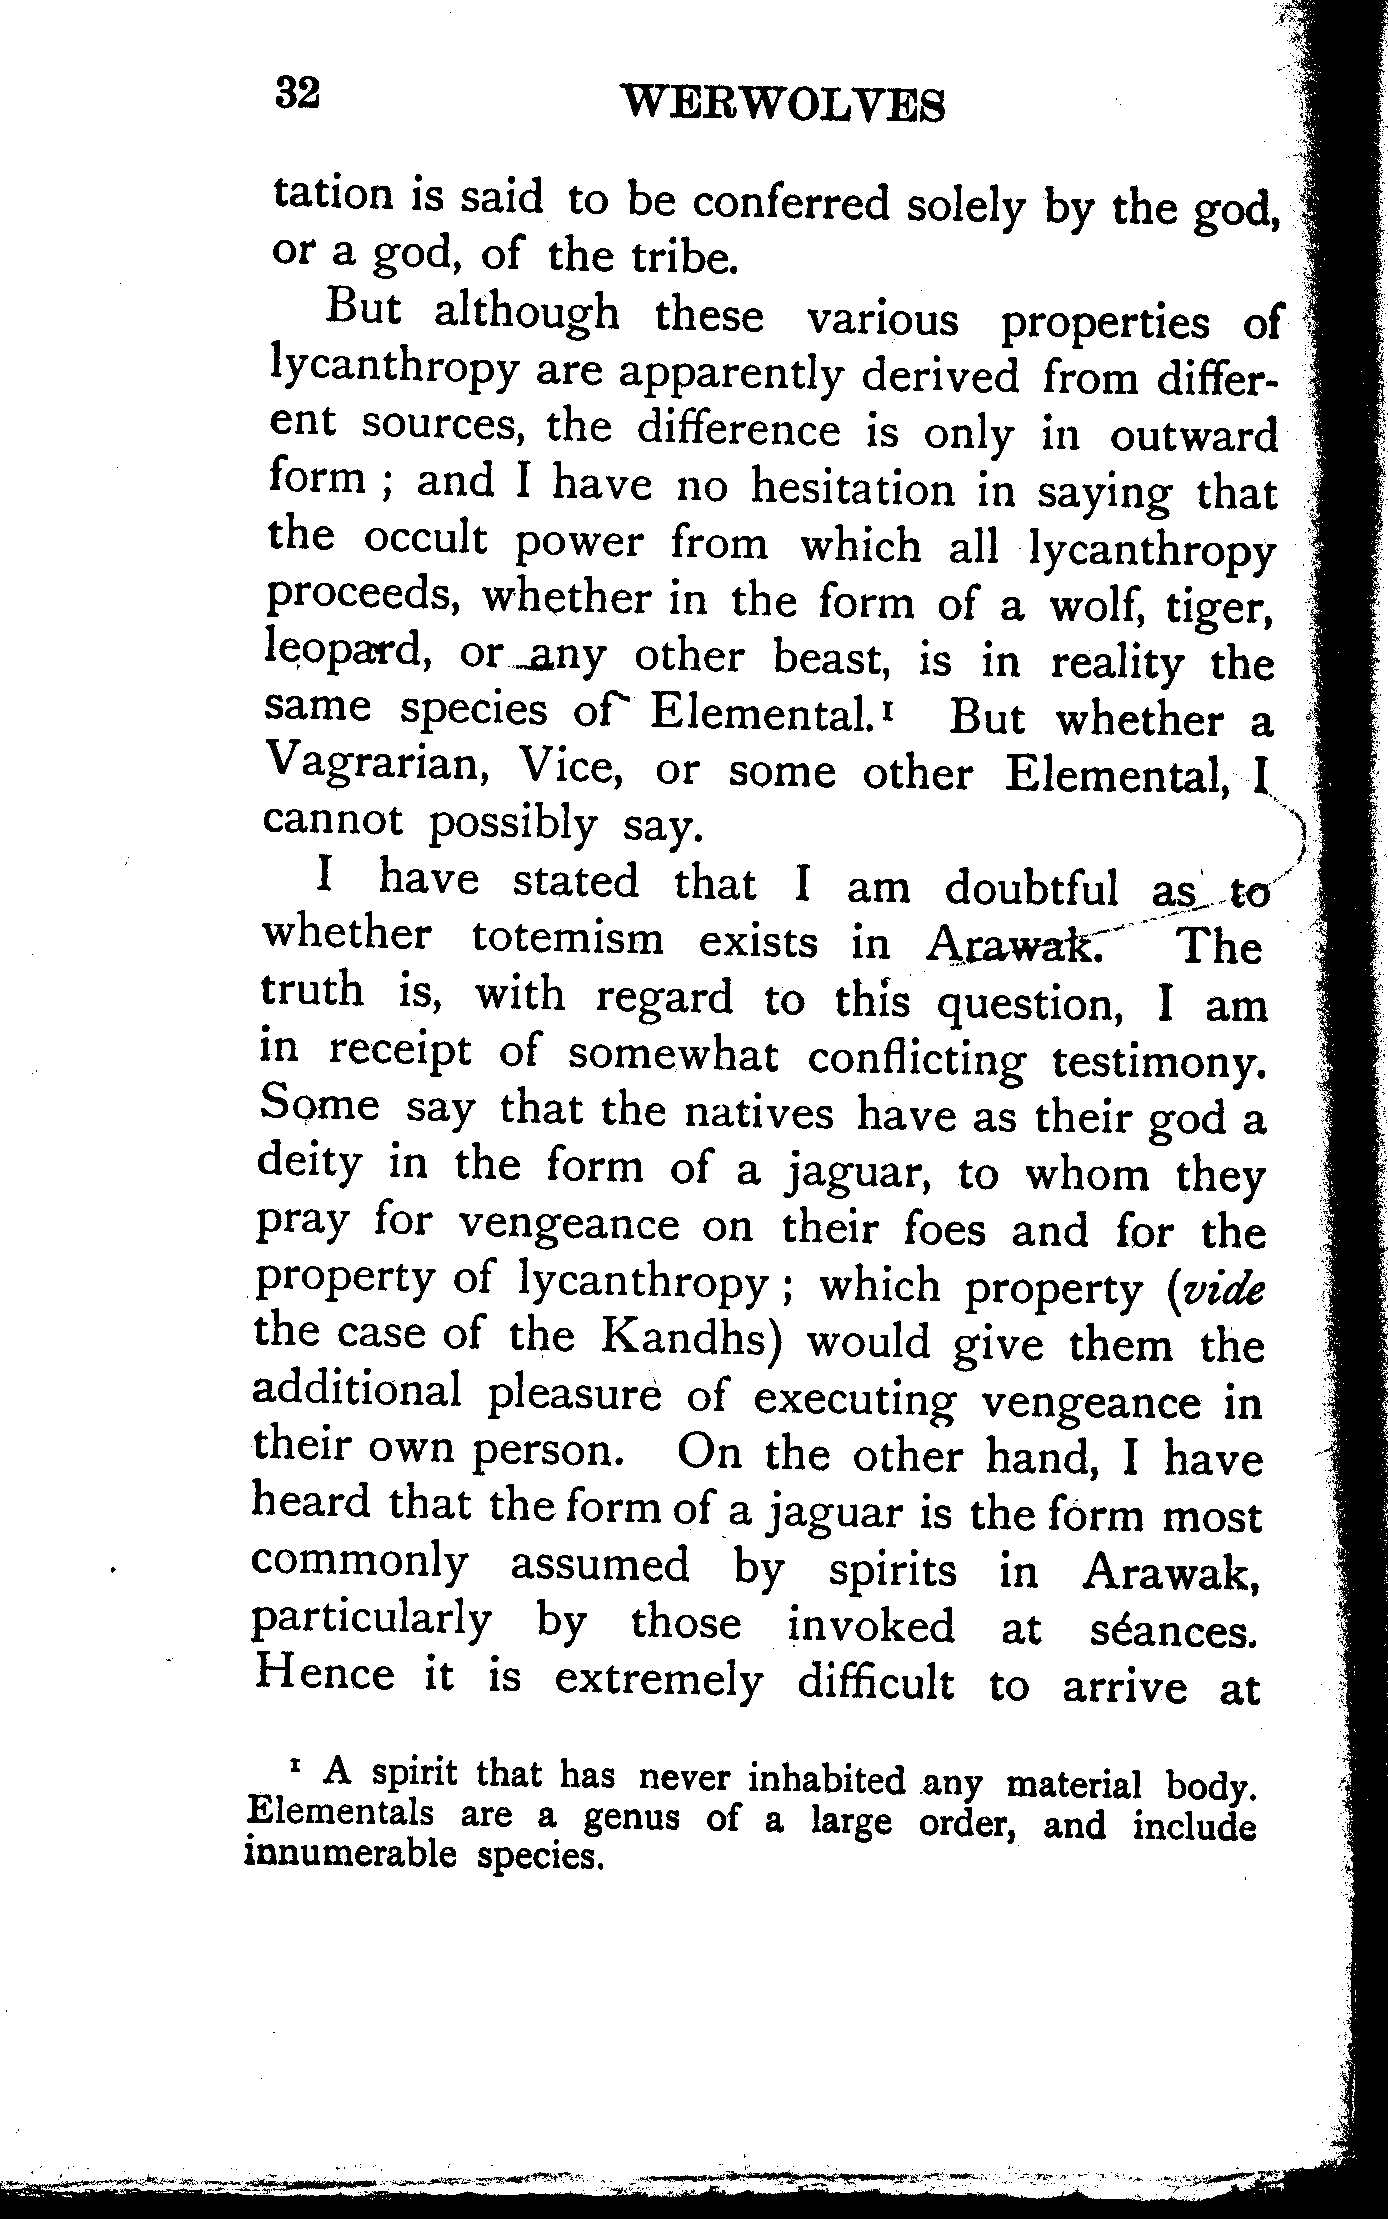 32 WERWOLVES
tation is said to be conferred solely by the god,
or a god, of the tribe.
But although these various properties of
lycanthropy are apparently derived from differ-
ent sources, the difference is only in outward
form ; and I have no hesitation in saying that
the occult power from which all lycanthropy
proceeds, whether in the form of a wolf, tiger,
leopard, or any other beast, is in reality the
same species of Elemental.¹ But whether a
Vagrarian, Vice, or some other Elemental, I
cannot possibly say.
I have stated that I am doubtful as to
whether totemism exists in Arawak. The
truth is, with regard to this question, I am
in receipt of somewhat conflicting testimony.
Some say that the natives have as their god a
deity in the form of a jaguar, to whom they
pray for vengeance on their foes and for the
property of lycanthropy ; which property (vide
the case of the Kandhs) would give them the
additional pleasure of executing vengeance in
their own person. On the other hand, I have
heard that the form of a jaguar is the form most
commonly assumed by spirits in Arawak,
particularly by those invoked at séances.
Hence it is extremely difficult to arrive at
¹ A spirit that has never inhabited any material body.
Elementals are a genus of a large order, and include
innumerable species.